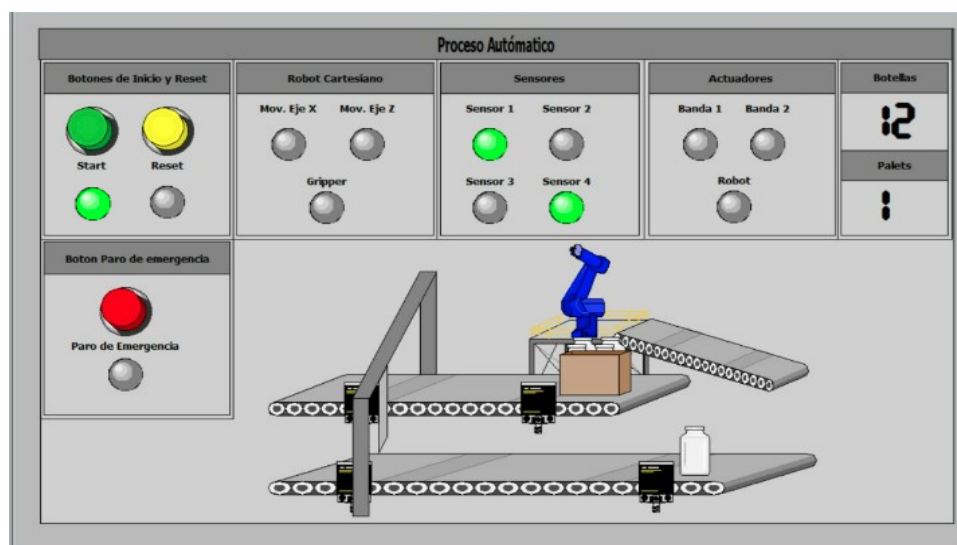 Proceso Autómatico
Botones de Inicio y Reset
Robot Cartesiano
Sensores
Actuadores
Botellas
Mov. Eje X
Mov. Eje Z
Sensor 1
Sensor 2
Banda 1
Banda 2
12
Start
Reset
Gripper
Sensor 3
Sensor 4
Robot
Palets
1
Boton Paro de emergencia
Paro de Emergencia